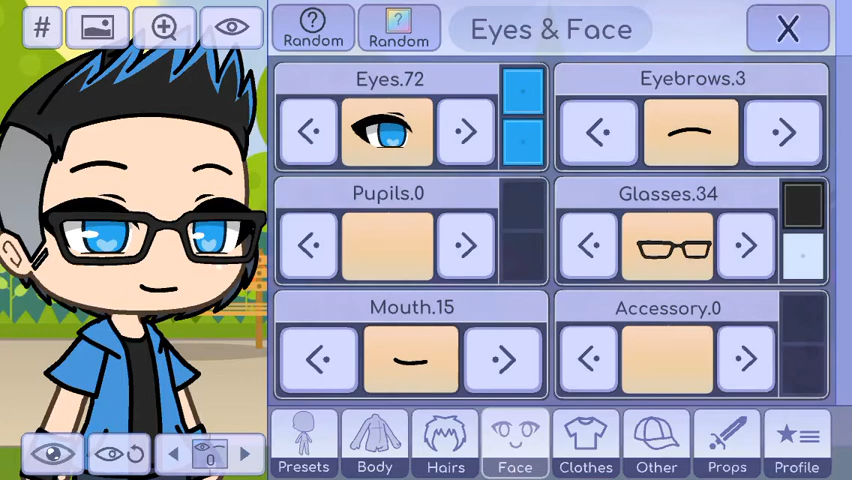 #
Random
Random
Eyes & Face
X
Eyes.72
Eyebrows.3
Pupils.0
Glasses.34
Mouth.15
Accessory.0
0
Presets
Body
Hairs
Face
Clothes
Other
Props
Profile